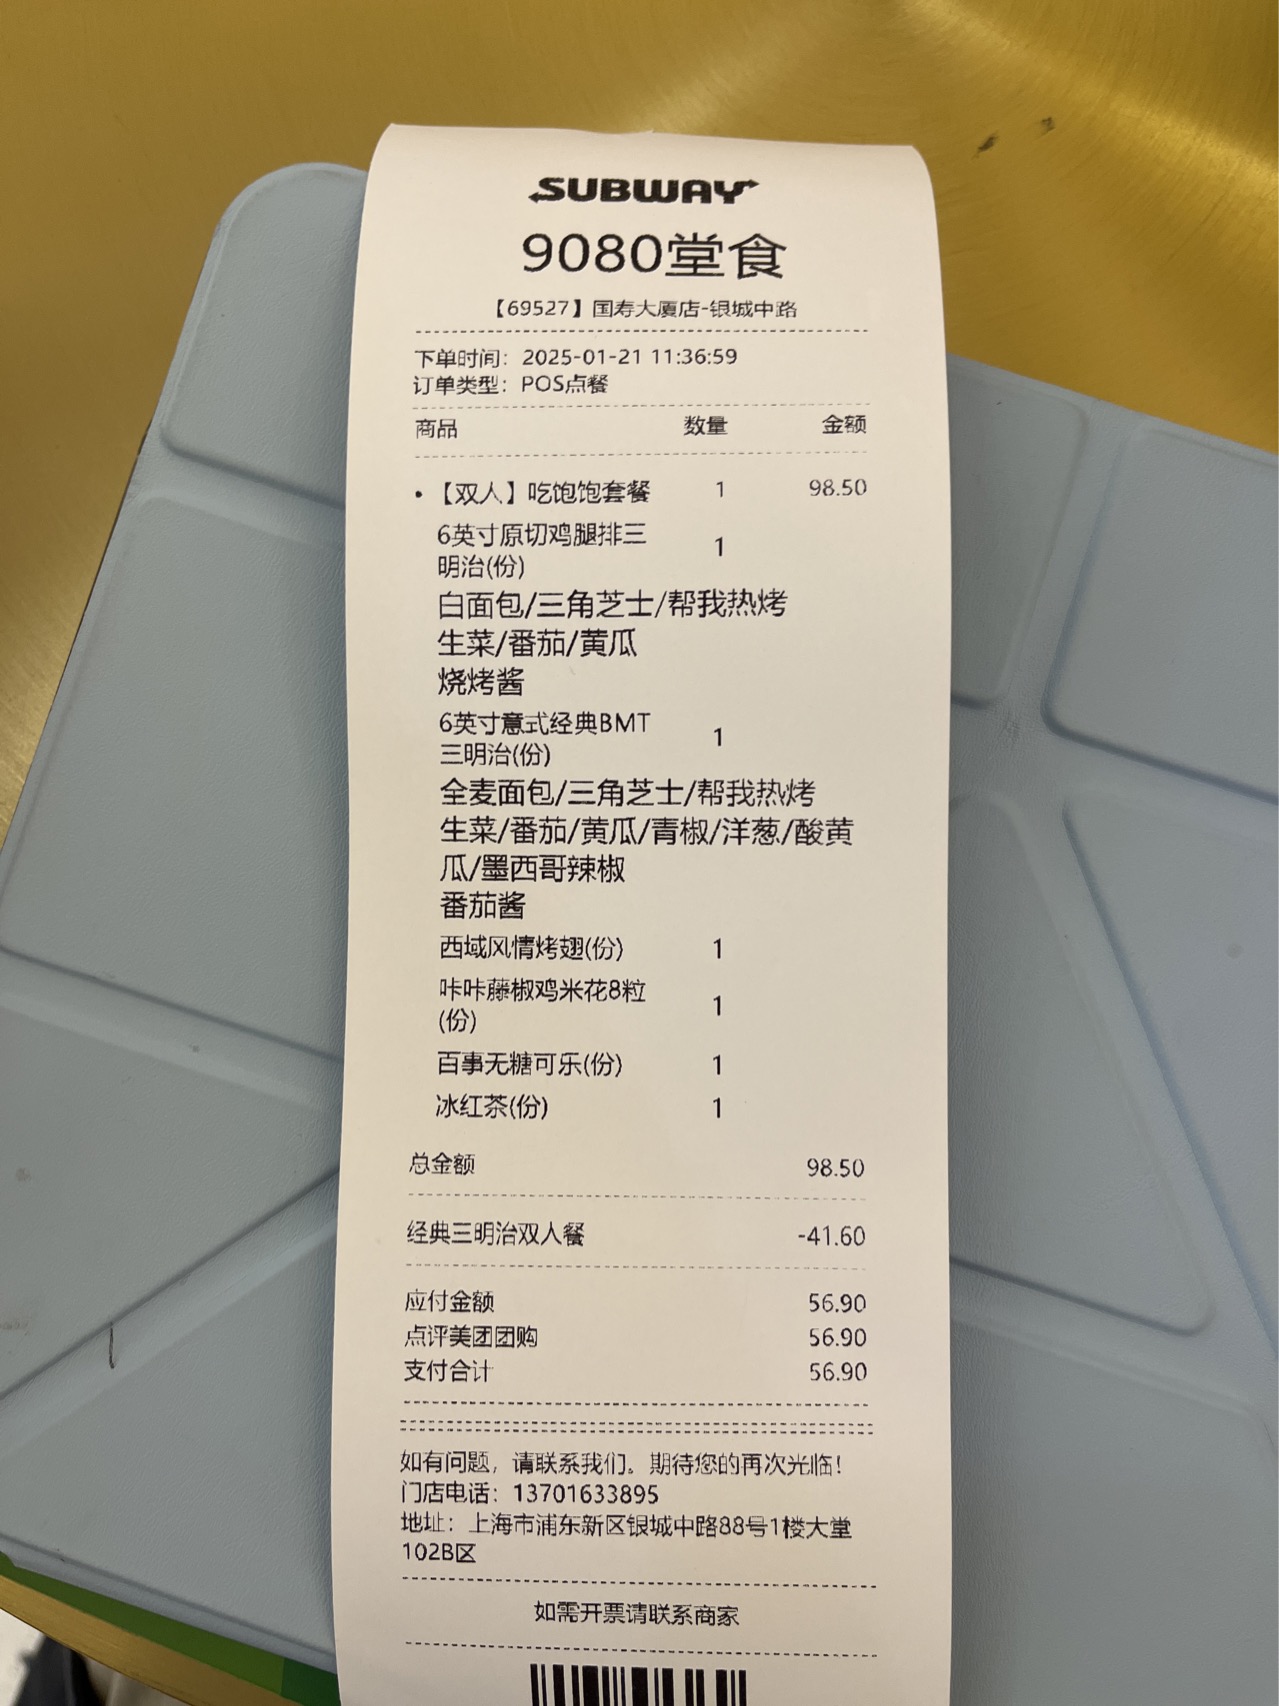 SUBWAY
9080堂食
【69527】国寿大厦店-银城中路
下单时间：2025-01-21 11:36:59
订单类型：POS点餐
商品 数量 金额
•【双人】吃饱饱套餐 1 98.50
6英寸原切鸡腿排三 1
明治(份)
白面包/三角芝士/帮我热烤
生菜/番茄/黄瓜
烧烤酱
6英寸意式经典BMT 1
三明治(份)
全麦面包/三角芝士/帮我热烤
生菜/番茄/黄瓜/青椒/洋葱/酸黄
瓜/墨西哥辣椒
番茄酱
西域风情烤翅(份) 1
咔咔藤椒鸡米花8粒 1
(份)
百事无糖可乐(份) 1
冰红茶(份) 1
总金额 98.50
经典三明治双人餐 -41.60
应付金额 56.90
点评美团团购 56.90
支付合计 56.90
如有问题，请联系我们。期待您的再次光临！
门店电话：13701633895
地址：上海市浦东新区银城中路88号1楼大堂
102B区
如需开票请联系商家